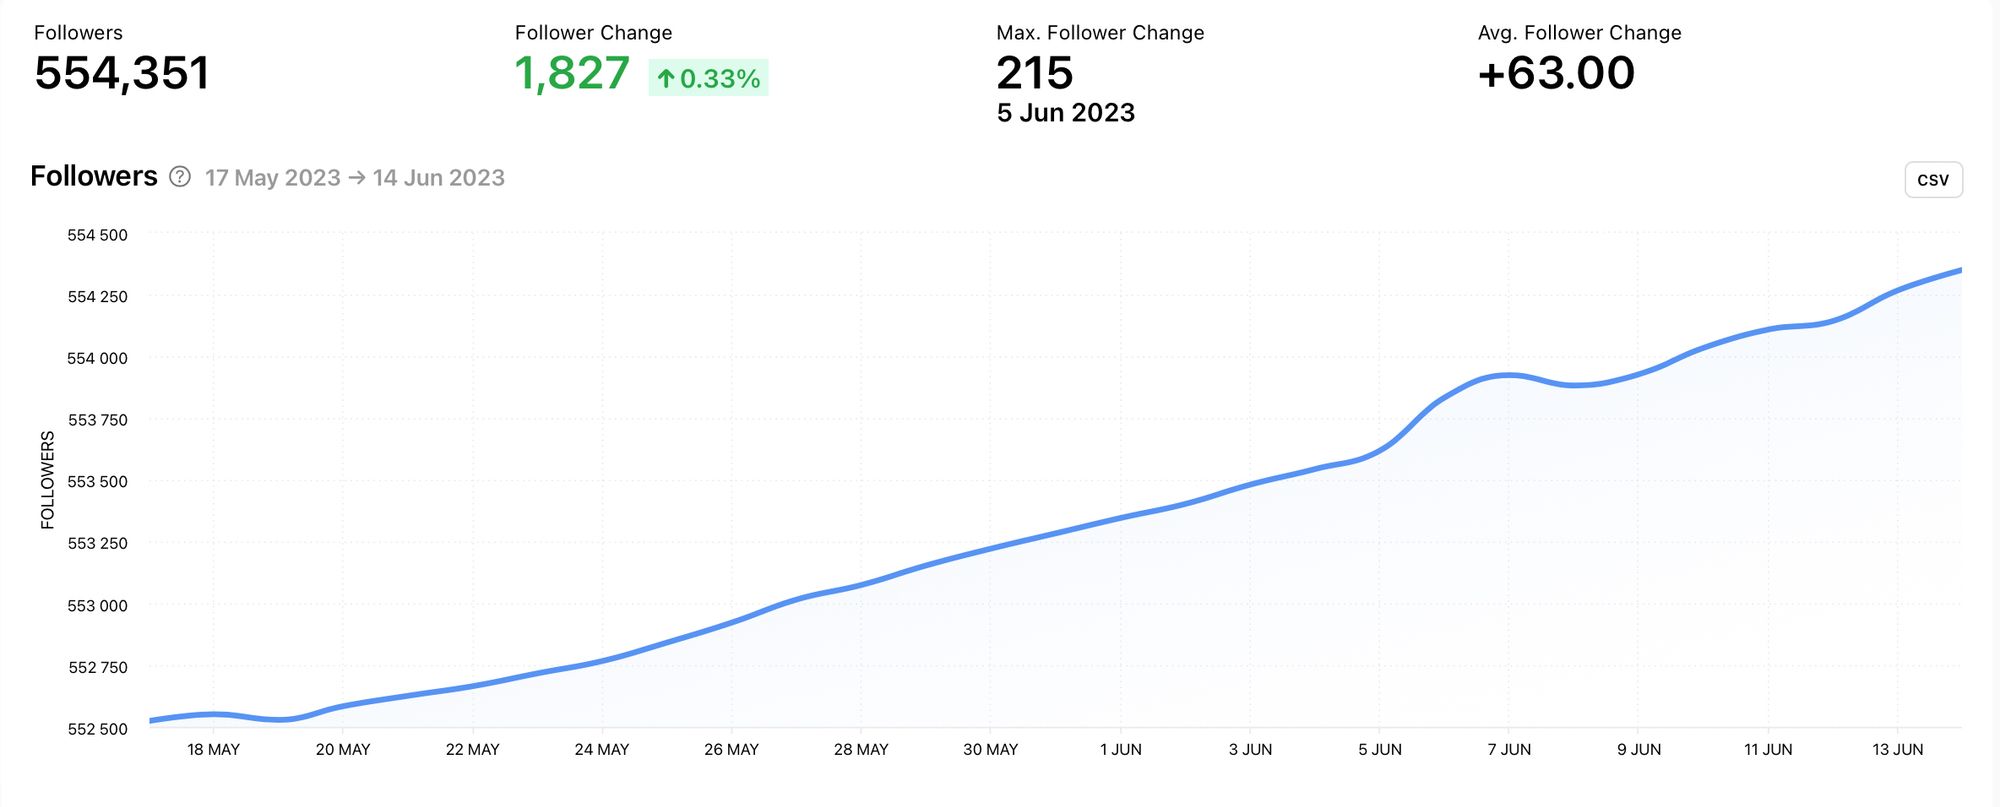 Followers
554,351
Follower Change
1,827 ↑ 0.33%
Max. Follower Change
215
5 Jun 2023
Avg. Follower Change
+63.00
Followers ? 17 May 2023 → 14 Jun 2023
CSV
FOLLOWERS
554 500
554 250
554 000
553 750
553 500
553 250
553 000
552 750
552 500
18 MAY 20 MAY 22 MAY 24 MAY 26 MAY 28 MAY 30 MAY 1 JUN 3 JUN 5 JUN 7 JUN 9 JUN 11 JUN 13 JUN